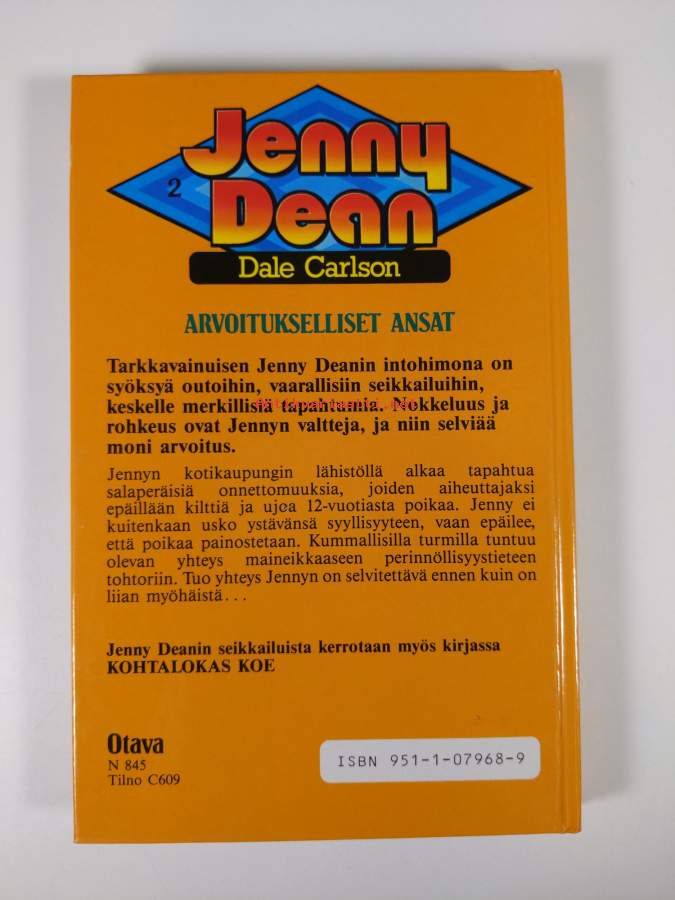 Jenny
2
Dean
Dale Carlson
ARVOITUKSELLISET ANSAT
Tarkkavainuisen Jenny Deanin intohimona on
syöksyä outoihin, vaarallisiin seikkailuihin,
keskelle merkillisiä tapahtumia. Nokkeluus ja
rohkeus ovat Jennyn valtteja, ja niin selviää
moni arvoitus.
Jennyn kotikaupungin lähistöllä alkaa tapahtua
salaperäisiä onnettomuuksia, joiden aiheuttajaksi
epäillään kilttiä ja ujoa 12-vuotiasta poikaa. Jenny ei
kuitenkaan usko ystävänsä syyllisyyteen, vaan epäilee,
että poikaa painostetaan. Kummallisilla turmilla tuntuu
olevan yhteys maineikkaaseen perinnöllisyystieteen
tohtoriin. Tuo yhteys Jennyn on selvitettävä ennen kuin on
liian myöhäistä...
Jenny Deanin seikkailuista kerrotaan myös kirjassa
KOHTALOKAS KOE
Otava
N 845
Tilno C609
ISBN 951-1-07968-9